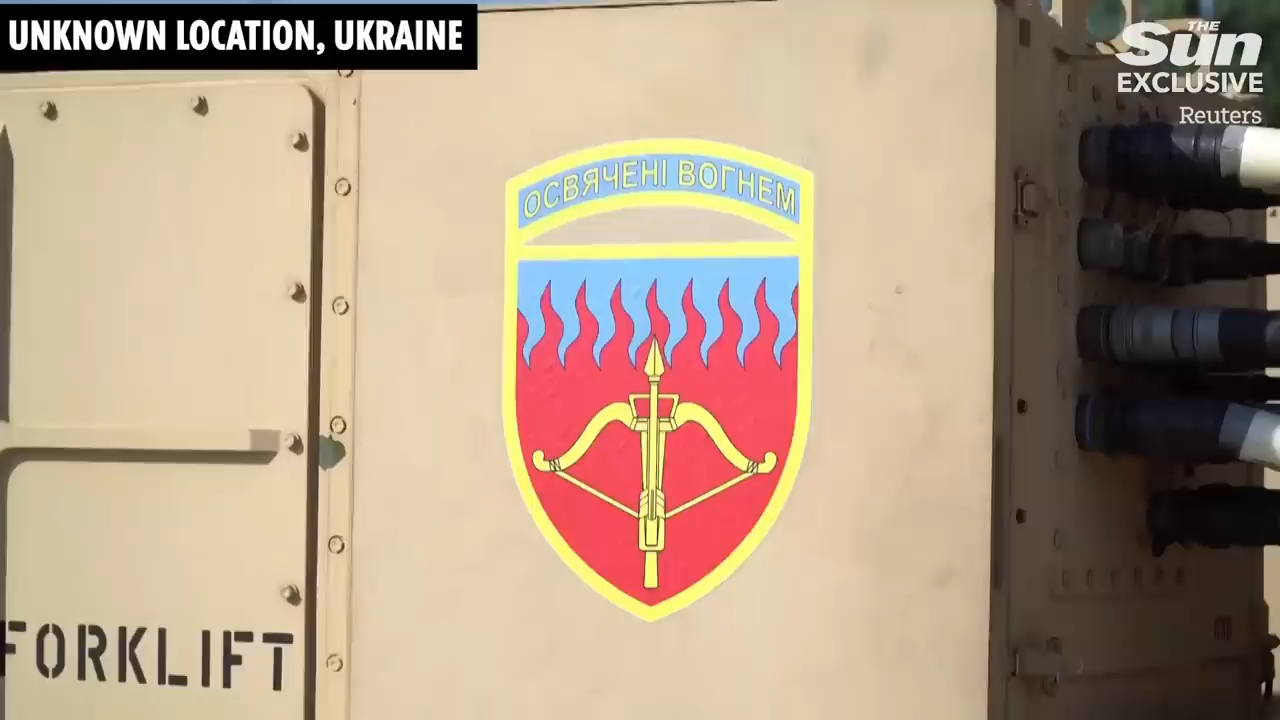 UNKNOWN LOCATION, UKRAINE
THE
Sun
EXCLUSIVE
Reuters
ОСВЯЧЕНІ ВОГНЕМ
FORKLIFT